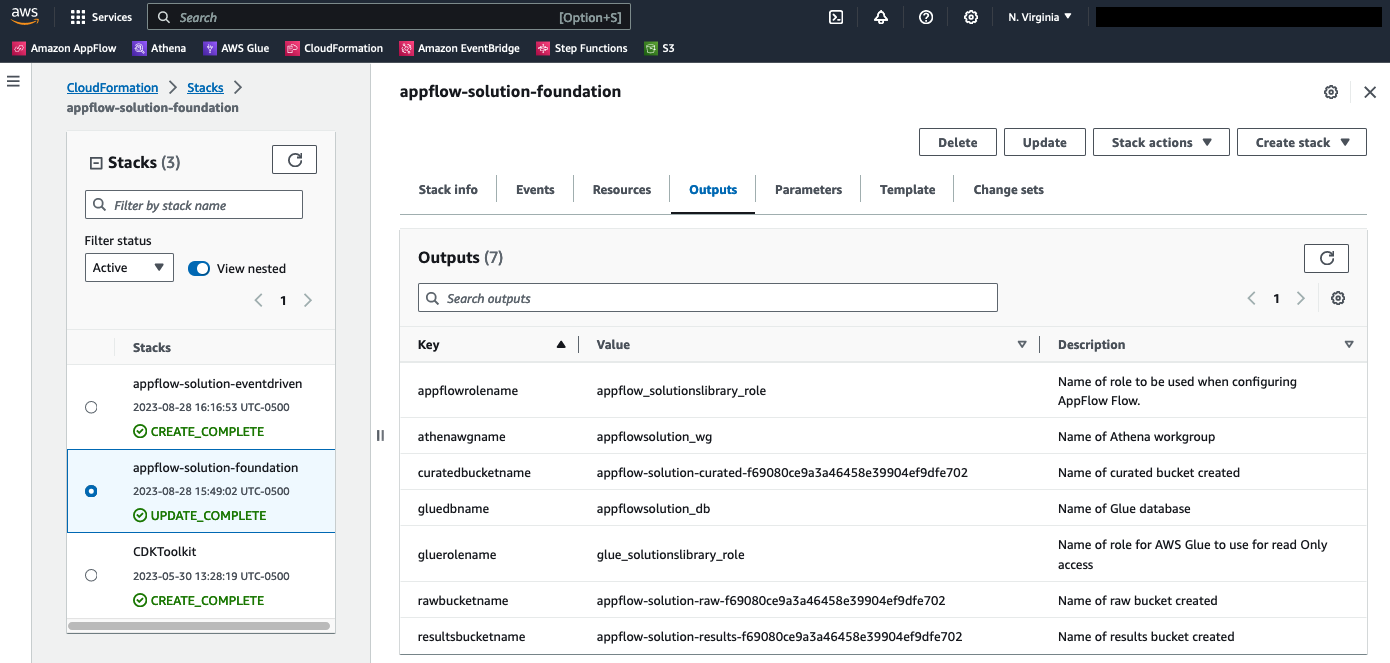 aws
Services
Search [Option+S]
N. Virginia
Amazon AppFlow Athena AWS Glue CloudFormation Amazon EventBridge Step Functions S3
CloudFormation Stacks
appflow-solution-foundation
Stacks (3)
Filter by stack name
Filter status
Active View nested
1
Stacks
appflow-solution-eventdriven
2023-08-28 16:16:53 UTC-0500
CREATE_COMPLETE
appflow-solution-foundation
2023-08-28 15:49:02 UTC-0500
UPDATE_COMPLETE
CDKToolkit
2023-05-30 13:28:19 UTC-0500
CREATE_COMPLETE
appflow-solution-foundation
Delete Update Stack actions Create stack
Stack info Events Resources Outputs Parameters Template Change sets
Outputs (7)
Search outputs
1
Key Value Description
appflowrolename appflow_solutionslibrary_role Name of role to be used when configuring
AppFlow Flow.
athenawgname appflowsolution_wg Name of Athena workgroup
curatedbucketname appflow-solution-curated-f69080ce9a3a46458e39904ef9dfe702 Name of curated bucket created
gluedbname appflowsolution_db Name of Glue database
gluerolename glue_solutionslibrary_role Name of role for AWS Glue to use for read Only
access
rawbucketname appflow-solution-raw-f69080ce9a3a46458e39904ef9dfe702 Name of raw bucket created
resultsbucketname appflow-solution-results-f69080ce9a3a46458e39904ef9dfe702 Name of results bucket created